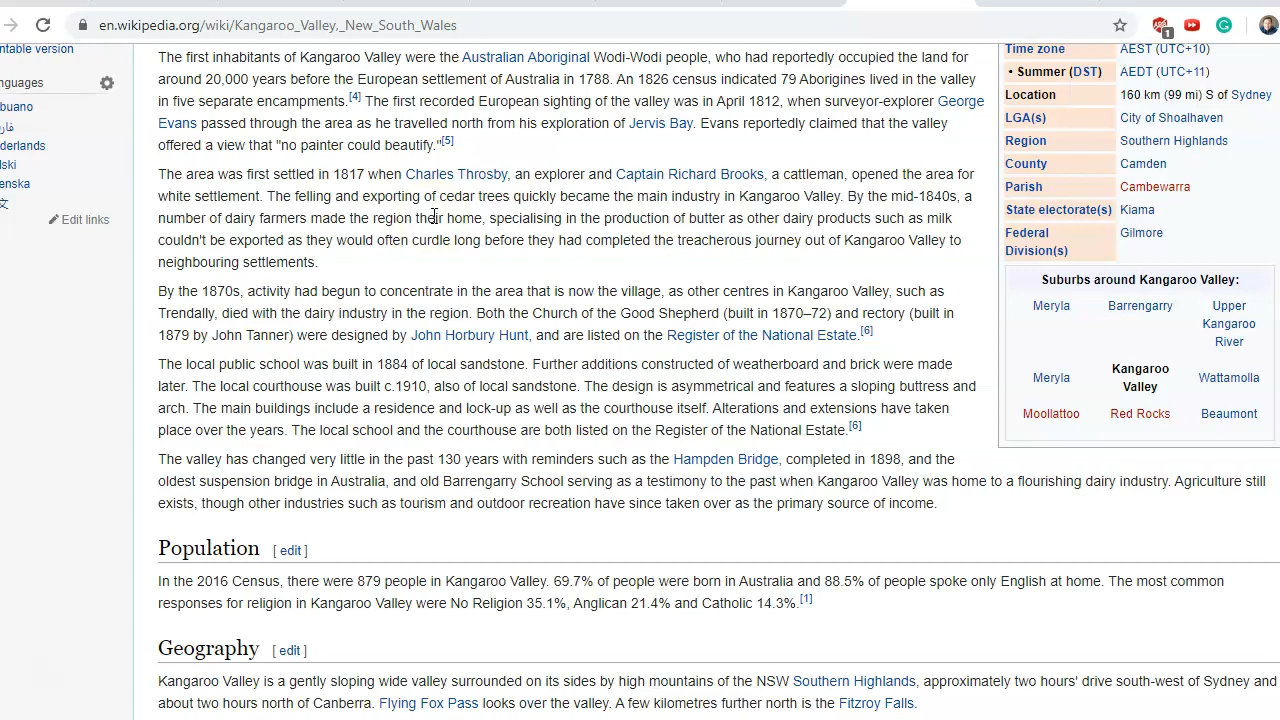 en.wikipedia.org/wiki/Kangaroo_Valley,_New_South_Wales
1
ntable version
nguages
buano
nderlands
lski
enska
文
Edit links
The first inhabitants of Kangaroo Valley were the Australian Aboriginal Wodi-Wodi people, who had reportedly occupied the land for
around 20,000 years before the European settlement of Australia in 1788. An 1826 census indicated 79 Aborigines lived in the valley
in five separate encampments.[4] The first recorded European sighting of the valley was in April 1812, when surveyor-explorer George
Evans passed through the area as he travelled north from his exploration of Jervis Bay. Evans reportedly claimed that the valley
offered a view that "no painter could beautify."[5]
The area was first settled in 1817 when Charles Throsby, an explorer and Captain Richard Brooks, a cattleman, opened the area for
white settlement. The felling and exporting of cedar trees quickly became the main industry in Kangaroo Valley. By the mid-1840s, a
number of dairy farmers made the region their home, specialising in the production of butter as other dairy products such as milk
couldn't be exported as they would often curdle long before they had completed the treacherous journey out of Kangaroo Valley to
neighbouring settlements.
By the 1870s, activity had begun to concentrate in the area that is now the village, as other centres in Kangaroo Valley, such as
Trendally, died with the dairy industry in the region. Both the Church of the Good Shepherd (built in 1870–72) and rectory (built in
1879 by John Tanner) were designed by John Horbury Hunt, and are listed on the Register of the National Estate.[6]
The local public school was built in 1884 of local sandstone. Further additions constructed of weatherboard and brick were made
later. The local courthouse was built c.1910, also of local sandstone. The design is asymmetrical and features a sloping buttress and
arch. The main buildings include a residence and lock-up as well as the courthouse itself. Alterations and extensions have taken
place over the years. The local school and the courthouse are both listed on the Register of the National Estate.[6]
The valley has changed very little in the past 130 years with reminders such as the Hampden Bridge, completed in 1898, and the
oldest suspension bridge in Australia, and old Barrengarry School serving as a testimony to the past when Kangaroo Valley was home to a flourishing dairy industry. Agriculture still
exists, though other industries such as tourism and outdoor recreation have since taken over as the primary source of income.
Population [ edit ]
In the 2016 Census, there were 879 people in Kangaroo Valley. 69.7% of people were born in Australia and 88.5% of people spoke only English at home. The most common
responses for religion in Kangaroo Valley were No Religion 35.1%, Anglican 21.4% and Catholic 14.3%.[1]
Geography [ edit ]
Kangaroo Valley is a gently sloping wide valley surrounded on its sides by high mountains of the NSW Southern Highlands, approximately two hours' drive south-west of Sydney and
about two hours north of Canberra. Flying Fox Pass looks over the valley. A few kilometres further north is the Fitzroy Falls.
Time zone AEST (UTC+10)
• Summer (DST) AEDT (UTC+11)
Location 160 km (99 mi) S of Sydney
LGA(s) City of Shoalhaven
Region Southern Highlands
County Camden
Parish Cambewarra
State electorate(s) Kiama
Federal Gilmore
Division(s)
Suburbs around Kangaroo Valley:
Meryla Barrengarry Upper
Kangaroo
River
Meryla Kangaroo Valley Wattamolla
Moollattoo Red Rocks Beaumont